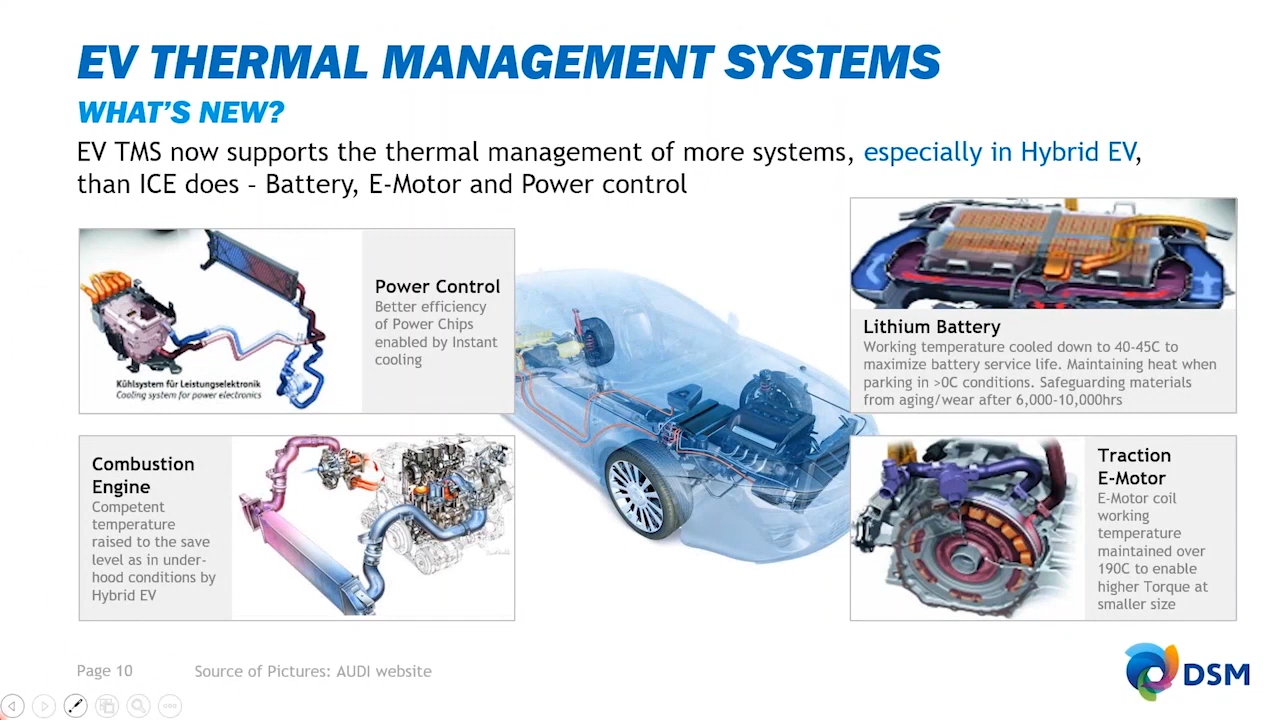 EV THERMAL MANAGEMENT SYSTEMS
WHAT'S NEW?
EV TMS now supports the thermal management of more systems, especially in Hybrid EV,
than ICE does – Battery, E-Motor and Power control
Power Control
Better efficiency
of Power Chips
enabled by Instant
cooling
Kühlsystem für Leistungselektronik
Cooling system for power electronics
Lithium Battery
Working temperature cooled down to 40-45C to
maximize battery service life. Maintaining heat when
parking in >0C conditions. Safeguarding materials
from aging/wear after 6,000-10,000hrs
Combustion
Engine
Competent
temperature
raised to the save
level as in under-
hood conditions by
Hybrid EV
Traction
E-Motor
E-Motor coil
working
temperature
maintained over
190C to enable
higher Torque at
smaller size
Page 10
Source of Pictures: AUDI website
DSM